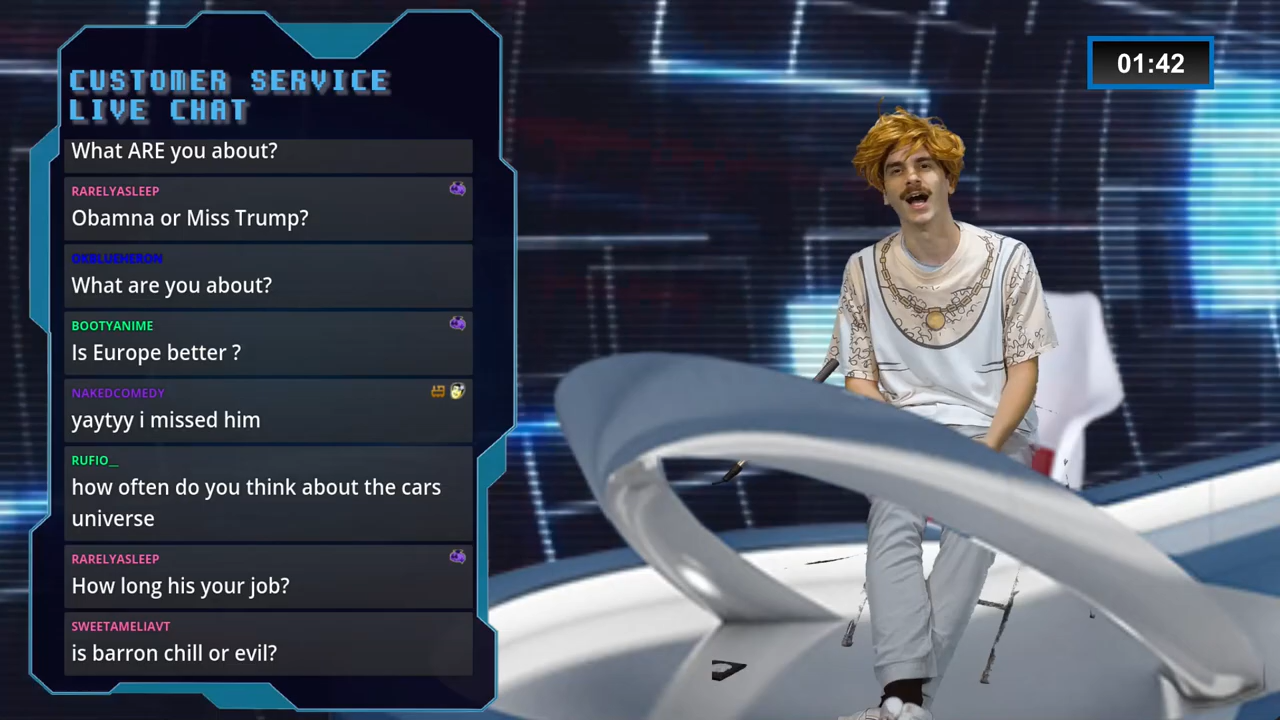 CUSTOMER SERVICE
LIVE CHAT
What ARE you about?
RARELYASLEEP
Obamna or Miss Trump?
OKBLUEHERON
What are you about?
BOOTYANIME
Is Europe better ?
NAKEDCOMEDY
yaytyy i missed him
RUFIO__
how often do you think about the cars
universe
RARELYASLEEP
How long his your job?
SWEETAMELIAVT
is barron chill or evil?
01:42